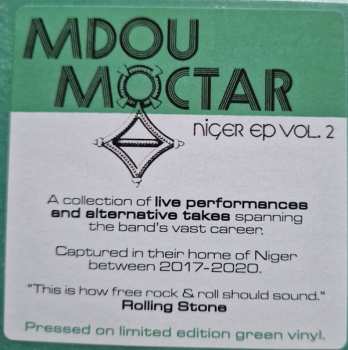 MDOU
MOCTAR
NIGER EP VOL. 2
A collection of live performances
and alternative takes spanning
the band's vast career.
Captured in their home of Niger
between 2017-2020.
"This is how free rock & roll should sound."
Rolling Stone
Pressed on limited edition green vinyl.